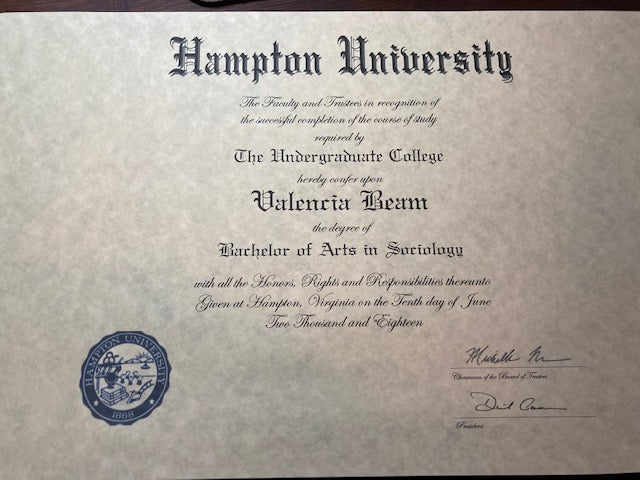 Hampton University
The Faculty and Trustees in recognition of
the successful completion of the course of study
required by
The Undergraduate College
hereby confer upon
Valencia Beam
the degree of
Bachelor of Arts in Sociology
with all the Honors, Rights and Responsibilities thereunto
Given at Hampton, Virginia on the Tenth day of June
Two Thousand and Eighteen
HAMPTON UNIVERSITY
1868
Michelle
Chairman of the Board of Trustees
President